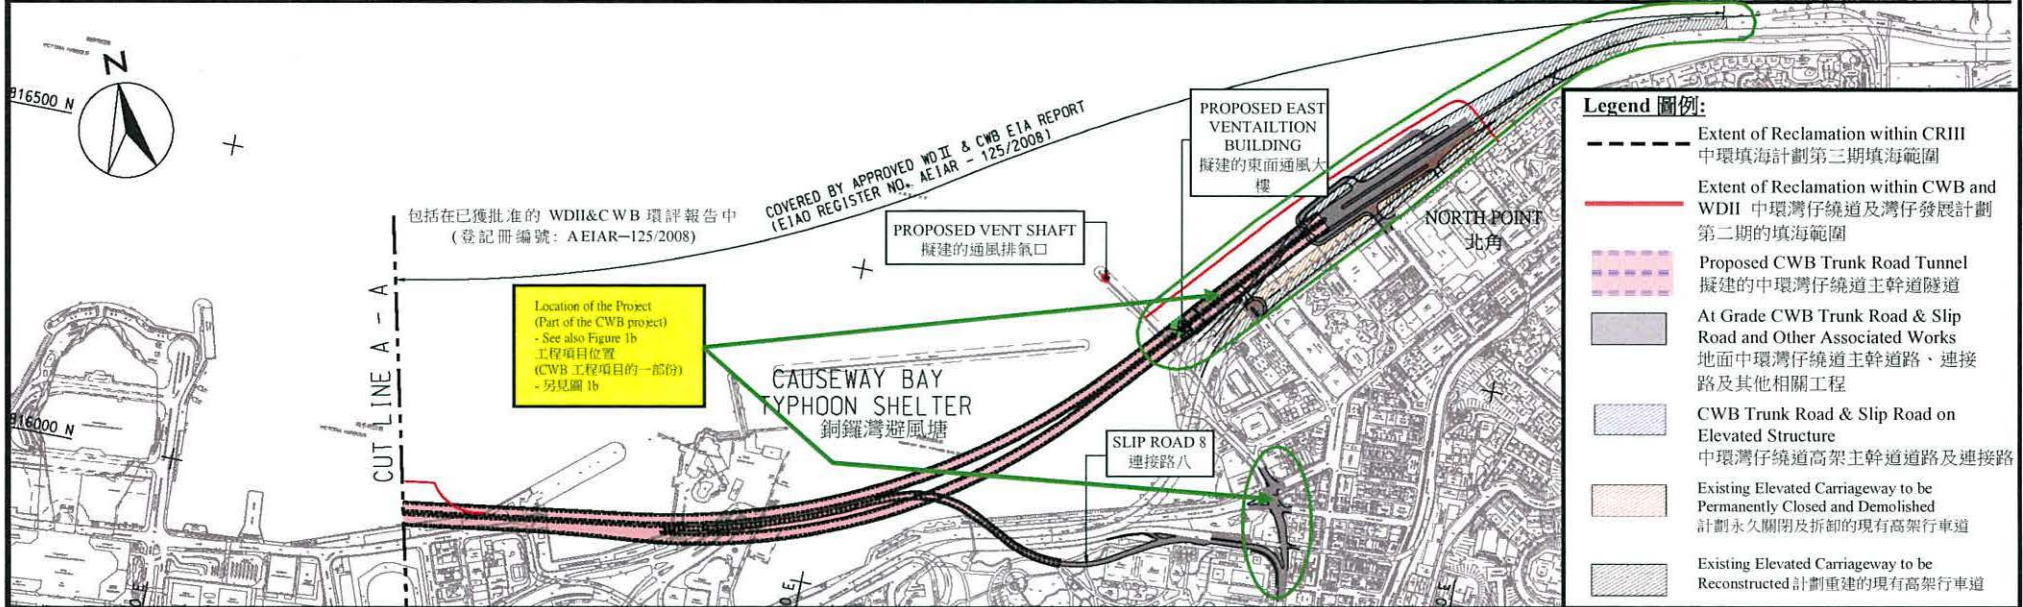 N
816500 N
包括在已獲批准的 WDII&CWB 環評報告中
(登記冊編號: AEIAR-125/2008)
COVERED BY APPROVED WDII & CWB EIA REPORT
(EIAO REGISTER NO. AEIAR - 125/2008)
PROPOSED EAST
VENTAILTION
BUILDING
擬建的東面通風大
樓
PROPOSED VENT SHAFT
擬建的通風排氣口
NORTH POINT
北角
CUT LINE A - A
Location of the Project
(Part of the CWB project)
- See also Figure 1b
工程項目位置
(CWB 工程項目的一部份)
- 另見圖 1b
CAUSEWAY BAY
TYPHOON SHELTER
銅鑼灣避風塘
816000 N
SLIP ROAD 8
連接路八
Legend 圖例:
Extent of Reclamation within CRIII
中環填海計劃第三期填海範圍
Extent of Reclamation within CWB and
WDII 中環灣仔繞道及灣仔發展計劃
第二期的填海範圍
Proposed CWB Trunk Road Tunnel
擬建的中環灣仔繞道主幹道隧道
At Grade CWB Trunk Road & Slip
Road and Other Associated Works
地面中環灣仔繞道主幹道路、連接
路及其他相關工程
CWB Trunk Road & Slip Road on
Elevated Structure
中環灣仔繞道高架主幹道道路及連接路
Existing Elevated Carriageway to be
Permanently Closed and Demolished
計劃永久關閉及拆卸的現有高架行車道
Existing Elevated Carriageway to be
Reconstructed 計劃重建的現有高架行車道